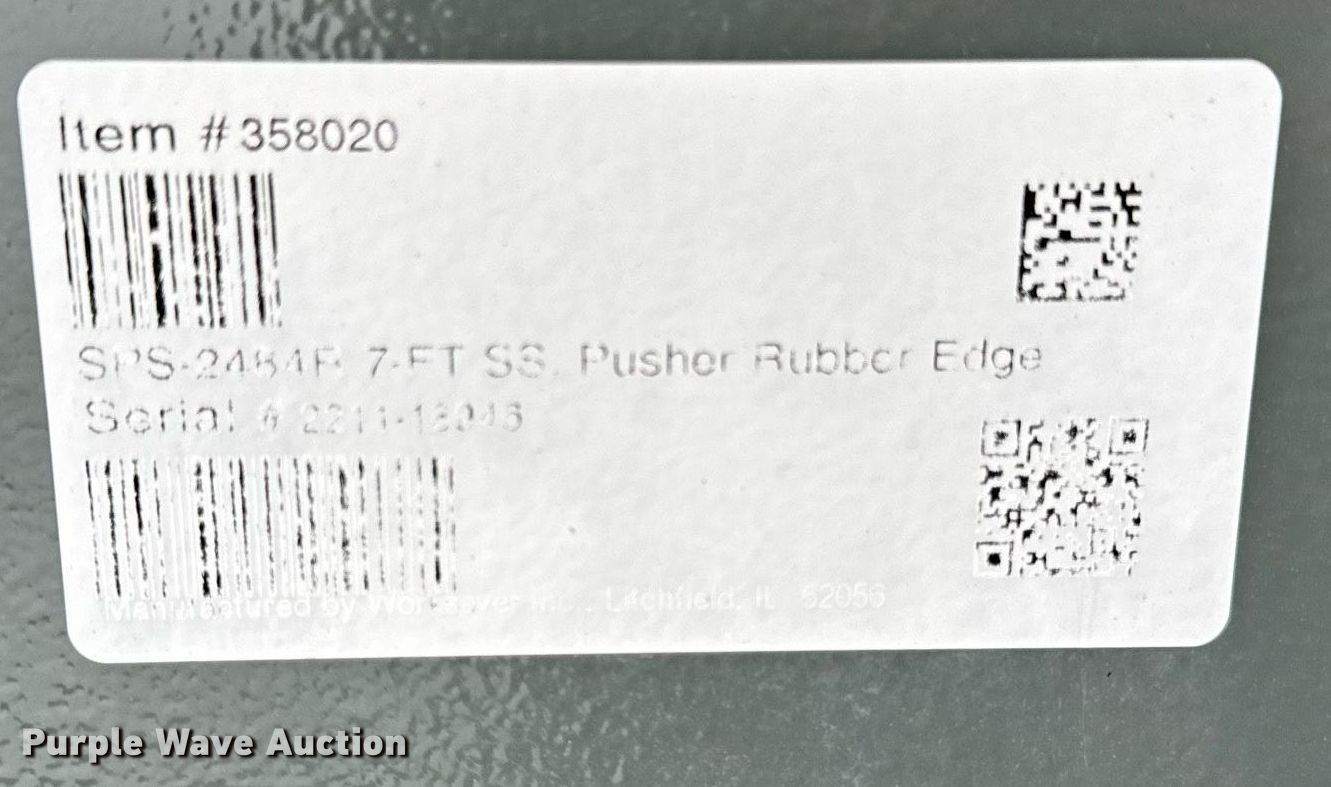 Item #358020
SPS-2484R 7-FT SS. Pusher Rubber Edge
Serial # 2211-18046
Manufactured by Worksaver Inc., Litchfield, IL 62056
Purple Wave Auction